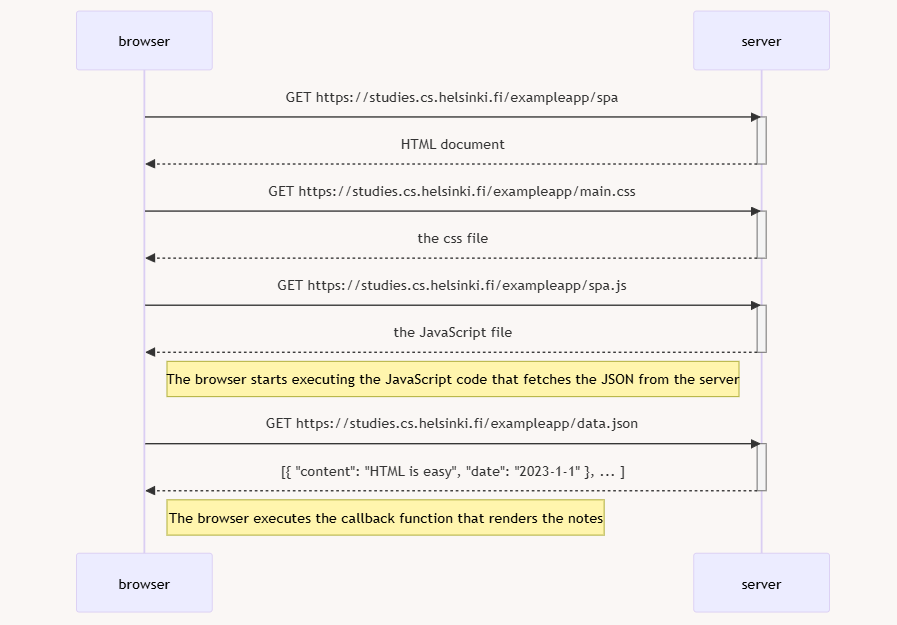 browser
server
GET https://studies.cs.helsinki.fi/exampleapp/spa
HTML document
GET https://studies.cs.helsinki.fi/exampleapp/main.css
the css file
GET https://studies.cs.helsinki.fi/exampleapp/spa.js
the JavaScript file
The browser starts executing the JavaScript code that fetches the JSON from the server
GET https://studies.cs.helsinki.fi/exampleapp/data.json
[{ "content": "HTML is easy", "date": "2023-1-1" }, ... ]
The browser executes the callback function that renders the notes
browser
server